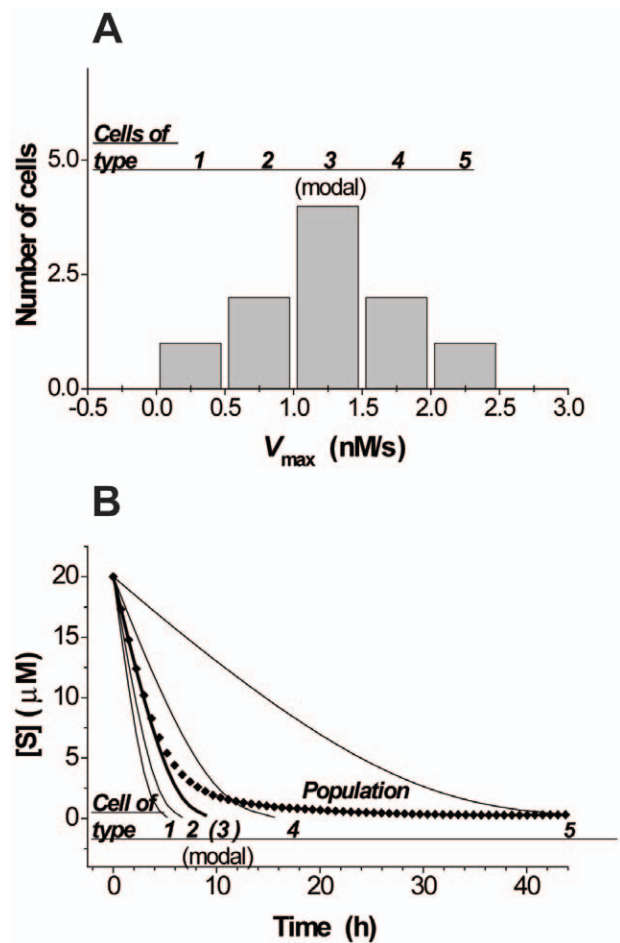 A
Number of cells
Cells of
type 1 2 3 4 5
(modal)
5.0
2.5
0.0
-0.5 0.0 0.5 1.0 1.5 2.0 2.5 3.0
Vmax (nM/s)
B
[S] (μM)
20
15
10
5
0
Population
Cell of
type 1 2 (3) 4 5
(modal)
0 10 20 30 40
Time (h)